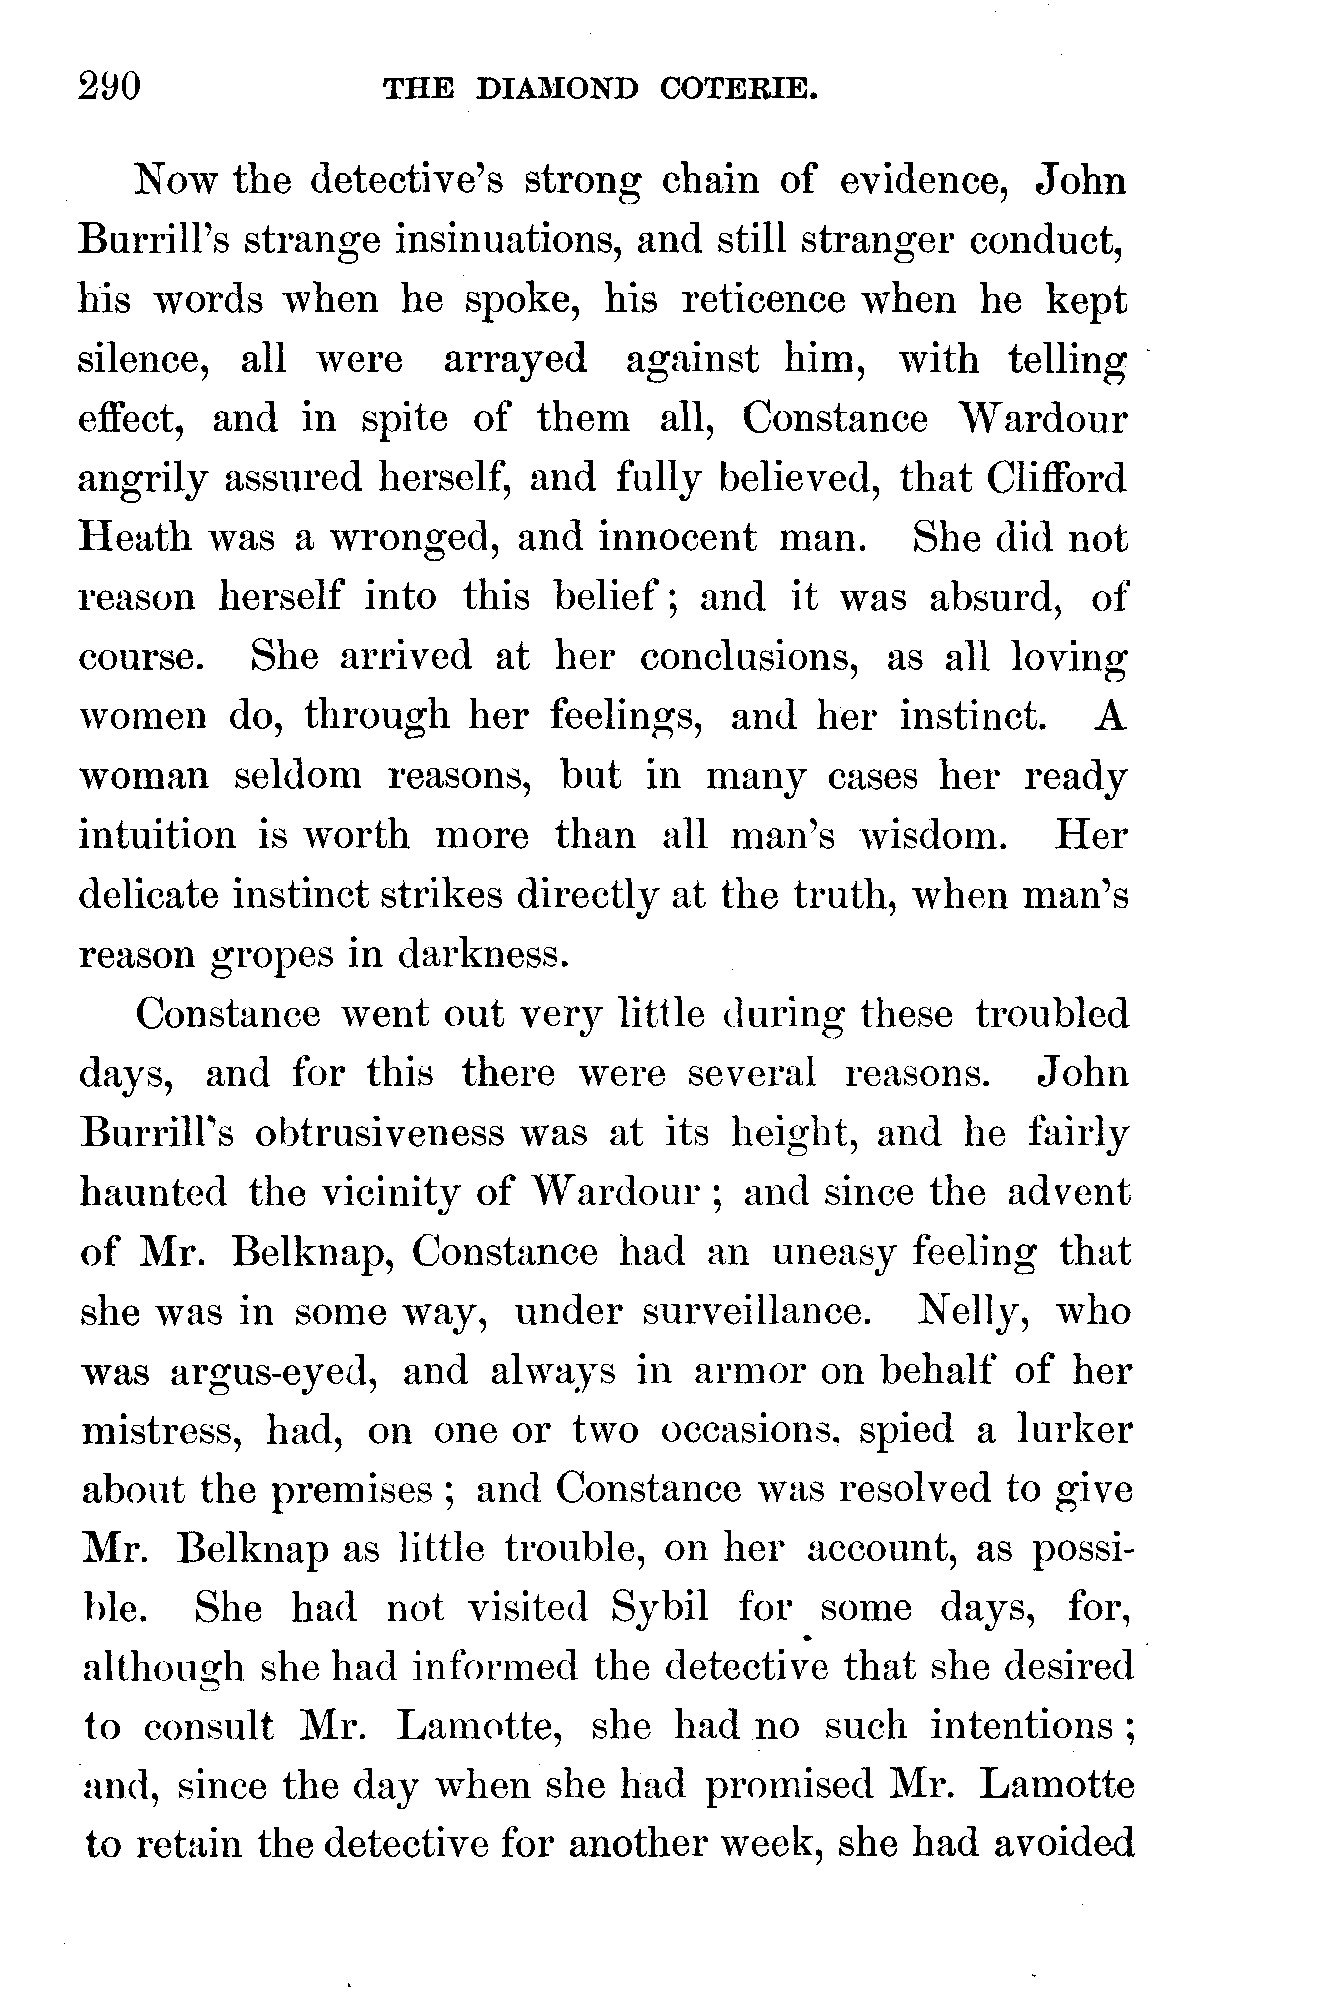 290 THE DIAMOND COTERIE.
Now the detective's strong chain of evidence, John
Burrill's strange insinuations, and still stranger conduct,
his words when he spoke, his reticence when he kept
silence, all were arrayed against him, with telling
effect, and in spite of them all, Constance Wardour
angrily assured herself, and fully believed, that Clifford
Heath was a wronged, and innocent man. She did not
reason herself into this belief; and it was absurd, of
course. She arrived at her conclusions, as all loving
women do, through her feelings, and her instinct. A
woman seldom reasons, but in many cases her ready
intuition is worth more than all man's wisdom. Her
delicate instinct strikes directly at the truth, when man's
reason gropes in darkness.
Constance went out very little during these troubled
days, and for this there were several reasons. John
Burrill's obtrusiveness was at its height, and he fairly
haunted the vicinity of Wardour; and since the advent
of Mr. Belknap, Constance had an uneasy feeling that
she was in some way, under surveillance. Nelly, who
was argus-eyed, and always in armor on behalf of her
mistress, had, on one or two occasions, spied a lurker
about the premises; and Constance was resolved to give
Mr. Belknap as little trouble, on her account, as possi-
ble. She had not visited Sybil for some days, for,
although she had informed the detective that she desired
to consult Mr. Lamotte, she had no such intentions;
and, since the day when she had promised Mr. Lamotte
to retain the detective for another week, she had avoided